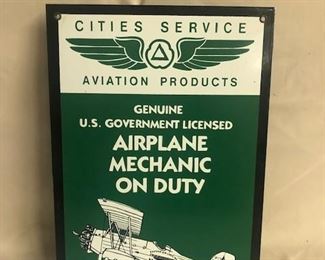 CITIES SERVICE
AVIATION PRODUCTS
GENUINE
U.S. GOVERNMENT LICENSED
AIRPLANE
MECHANIC
ON DUTY